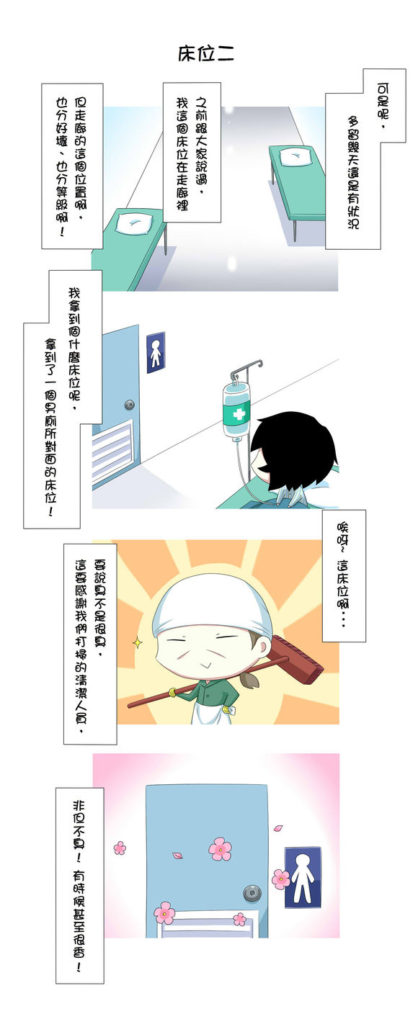 床位二
可是呢，
多留幾天還是有狀況
之前跟大家說過，
我這個床位在走廊裡
但走廊的這個位置啊，
也分好壞、也分等級啊！
我拿到個什麼床位呢，
拿到了一個男廁所對面的床位！
唉呀~ 這床位啊・・・
要說臭不是很臭，
這要感謝我們打掃的清潔人員，
非但不臭！有時候甚至很香！